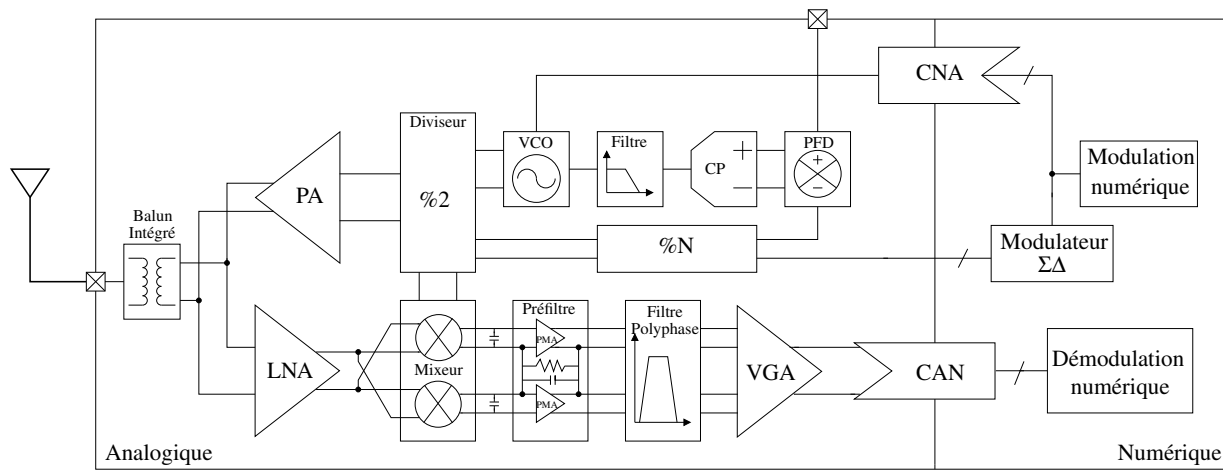 CNA
Diviseur
VCO
Filtre
PFD
CP
+
−
+
−
Modulation
numérique
PA
%2
Balun
Intégré
%N
Modulateur
ΣΔ
Préfiltre
Filtre
Polyphase
PMA
LNA
Mixeur
VGA
CAN
Démodulation
numérique
PMA
Analogique
Numérique